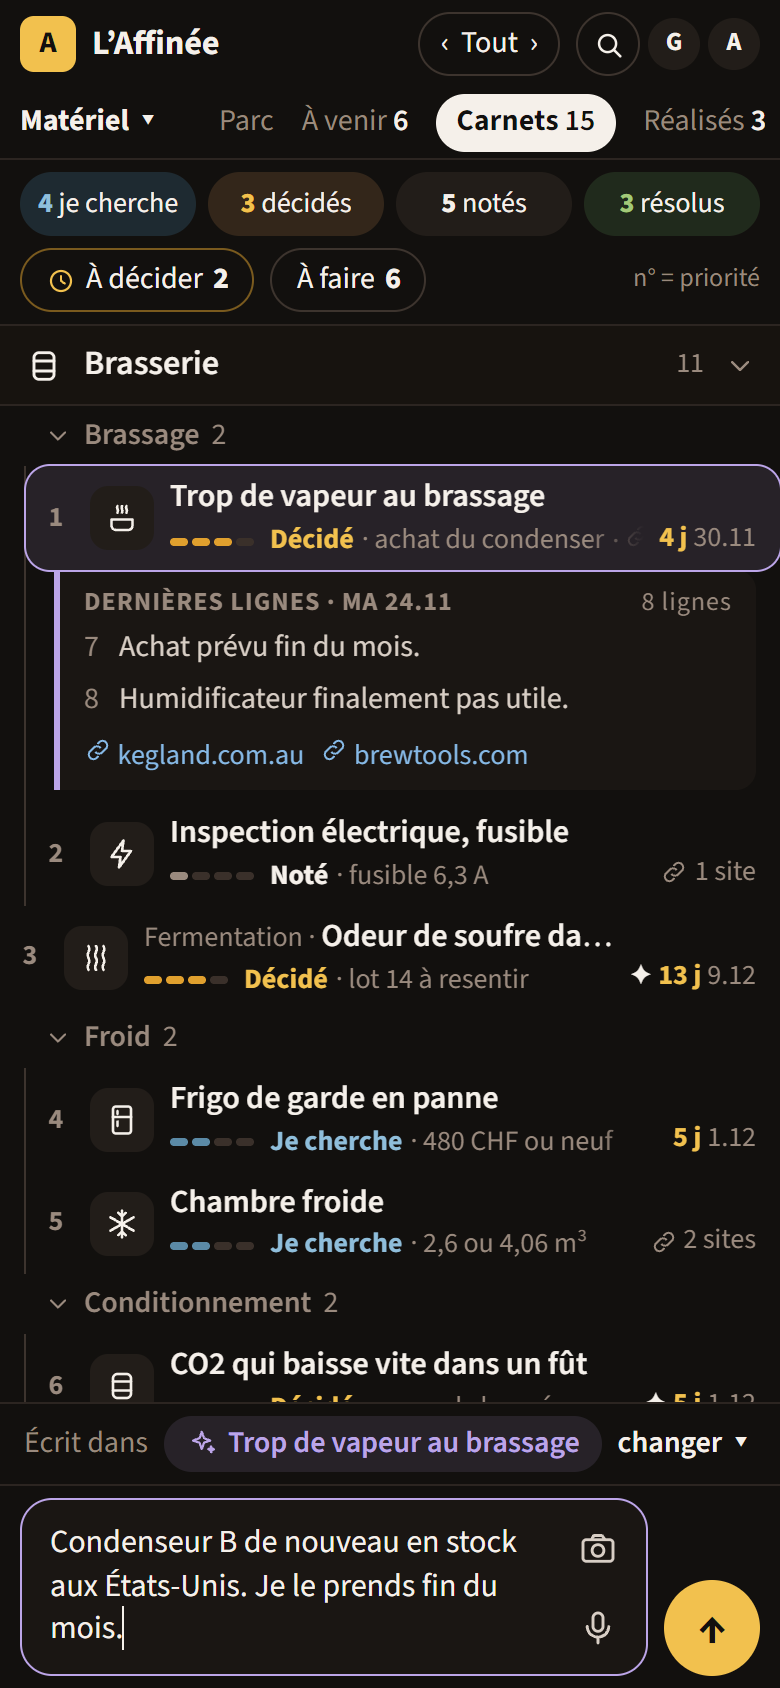 A L'Affinée ‹ Tout › G A
Matériel ▼ Parc À venir 6 Carnets 15 Réalisés 3
4 je cherche 3 décidés 5 notés 3 résolus
À décider 2 À faire 6 n° = priorité
Brasserie 11
Brassage 2
1 Trop de vapeur au brassage
Décidé · achat du condenser · 4 j 30.11
DERNIÈRES LIGNES · MA 24.11 8 lignes
7 Achat prévu fin du mois.
8 Humidificateur finalement pas utile.
kegland.com.au brewtools.com
2 Inspection électrique, fusible
Noté · fusible 6,3 A 1 site
3 Fermentation · Odeur de soufre da…
Décidé · lot 14 à resentir 13 j 9.12
Froid 2
4 Frigo de garde en panne
Je cherche · 480 CHF ou neuf 5 j 1.12
5 Chambre froide
Je cherche · 2,6 ou 4,06 m³ 2 sites
Conditionnement 2
6 CO2 qui baisse vite dans un fût
Décidé 5 j 1.12
Écrit dans Trop de vapeur au brassage changer ▼
Condenseur B de nouveau en stock
aux États-Unis. Je le prends fin du
mois.